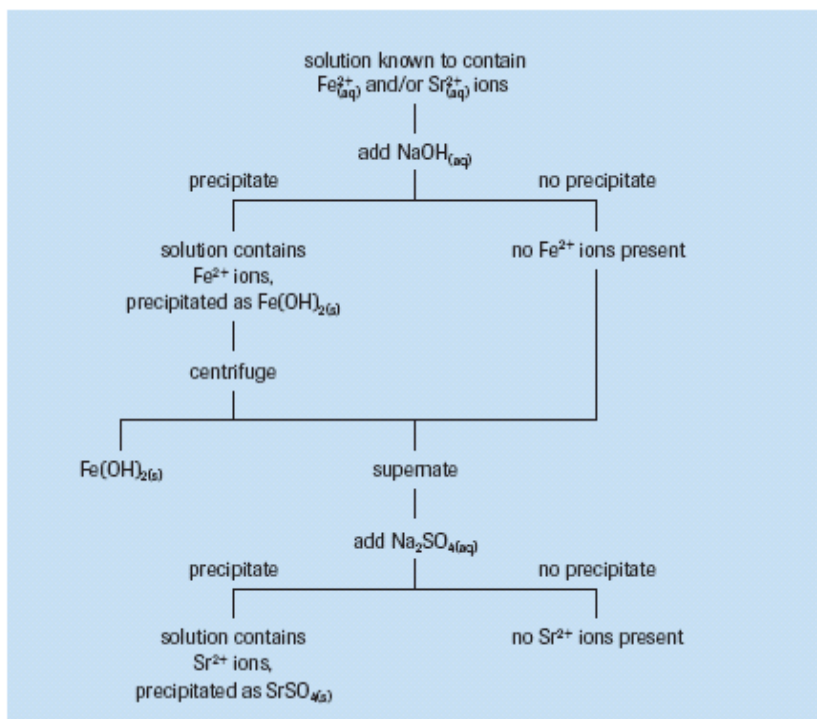 solution known to contain
Fe²⁺(aq) and/or Sr²⁺(aq) ions
add NaOH(aq)
precipitate no precipitate
solution contains
Fe²⁺ ions,
precipitated as Fe(OH)₂(s)
no Fe²⁺ ions present
centrifuge
Fe(OH)₂(s) supernate
add Na₂SO₄(aq)
precipitate no precipitate
solution contains
Sr²⁺ ions,
precipitated as SrSO₄(s)
no Sr²⁺ ions present